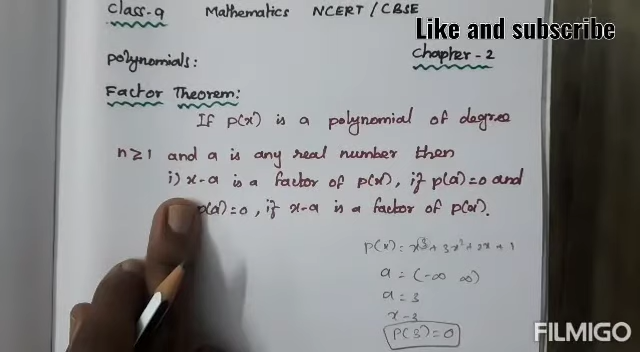 Class-9 Mathematics NCERT / CBSE
Like and subscribe
Polynomials: Chapter - 2
Factor Theorem:
If p(x) is a polynomial of degree
n ≥ 1 and a is any real number then
i) x-a is a factor of p(x), if p(a)=0 and
p(a)=0, if x-a is a factor of p(x).
p(x) = x³ + 3x² + 2x + 1
a = (-∞ ∞)
a = 3
x-3
p(3) = 0
FILMIGO